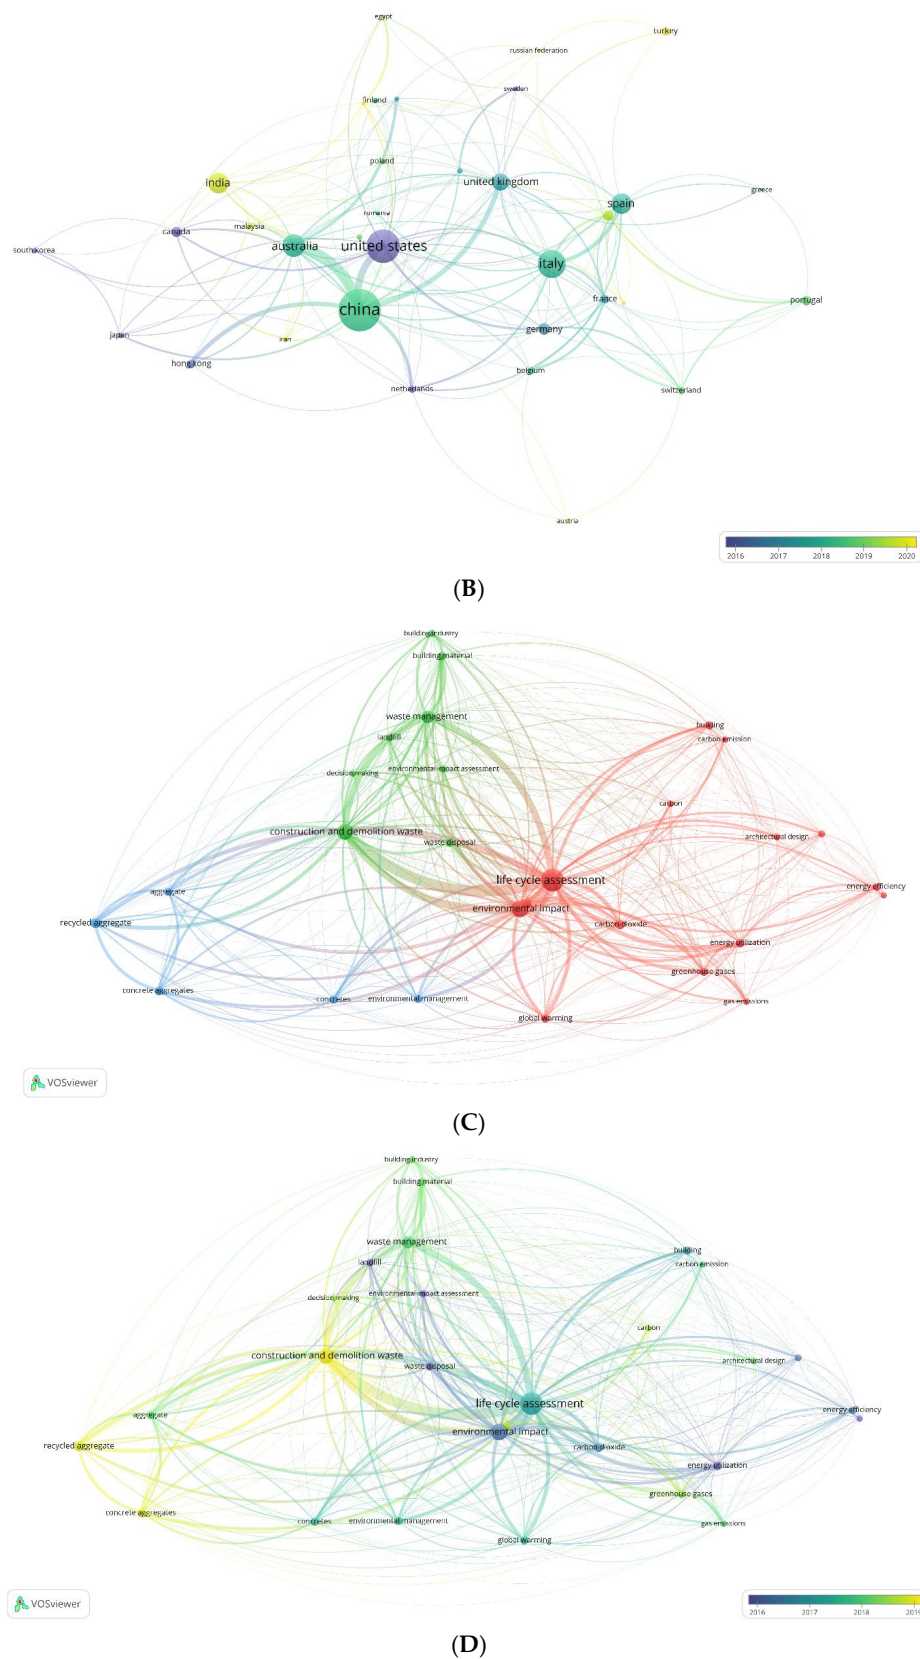 egypt
turkey
russian federation
sweden
finland
poland
united kingdom
india
greece
spain
romania
malaysia
canada
australia
united states
south korea
italy
france
portugal
china
germany
japan
iran
hong kong
belgium
netherlands
switzerland
austria
2016 2017 2018 2019 2020
(B)
building industry
building material
waste management
building
landfill
carbon emission
decision making
environmental impact assessment
carbon
construction and demolition waste
waste disposal
architectural design
life cycle assessment
energy efficiency
aggregate
environmental impact
recycled aggregate
carbon dioxide
energy utilization
greenhouse gases
concrete aggregates
concretes
environmental management
gas emissions
global warming
VOSviewer
(C)
building industry
building material
waste management
building
landfill
carbon emission
environmental impact assessment
decision making
carbon
construction and demolition waste
waste disposal
architectural design
life cycle assessment
energy efficiency
aggregate
environmental impact
recycled aggregate
carbon dioxide
energy utilization
greenhouse gases
concrete aggregates
concretes
environmental management
gas emissions
global warming
VOSviewer
2016 2017 2018 2019
(D)